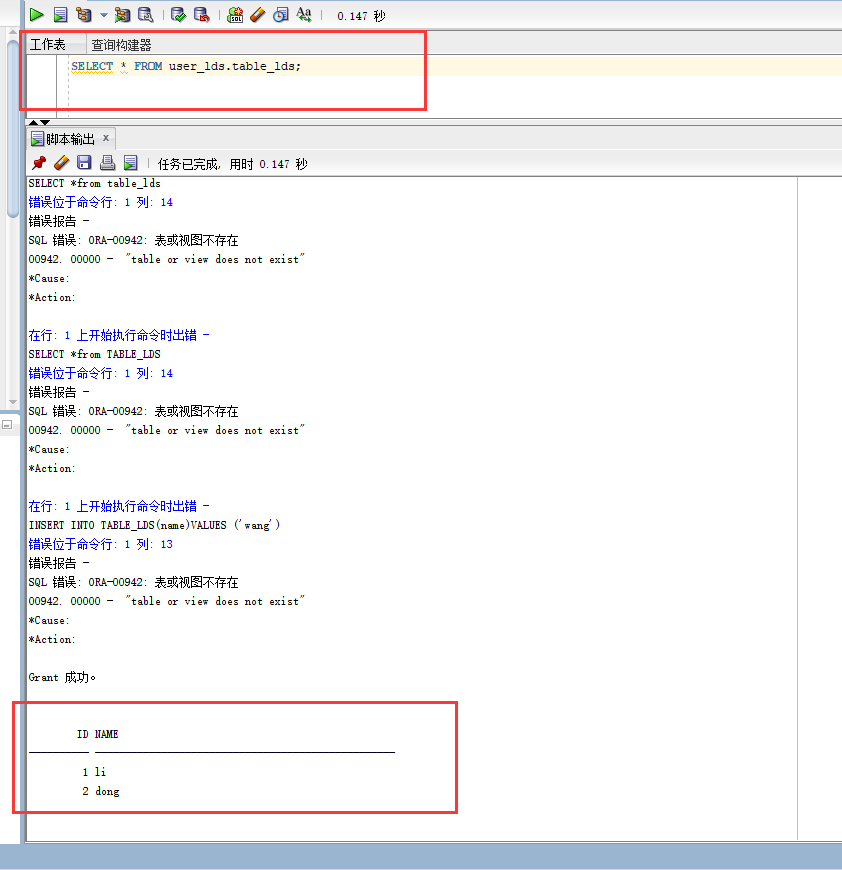 0.147 秒
工作表 查询构建器
SELECT * FROM user_lds.table_lds;
脚本输出 x
任务已完成, 用时 0.147 秒
SELECT *from table_lds
错误位于命令行: 1 列: 14
错误报告 -
SQL 错误: ORA-00942: 表或视图不存在
00942. 00000 -  "table or view does not exist"
*Cause:
*Action:
在行: 1 上开始执行命令时出错 -
SELECT *from TABLE_LDS
错误位于命令行: 1 列: 14
错误报告 -
SQL 错误: ORA-00942: 表或视图不存在
00942. 00000 -  "table or view does not exist"
*Cause:
*Action:
在行: 1 上开始执行命令时出错 -
INSERT INTO TABLE_LDS(name)VALUES ('wang')
错误位于命令行: 1 列: 13
错误报告 -
SQL 错误: ORA-00942: 表或视图不存在
00942. 00000 -  "table or view does not exist"
*Cause:
*Action:
Grant 成功。
ID NAME
1 li
2 dong